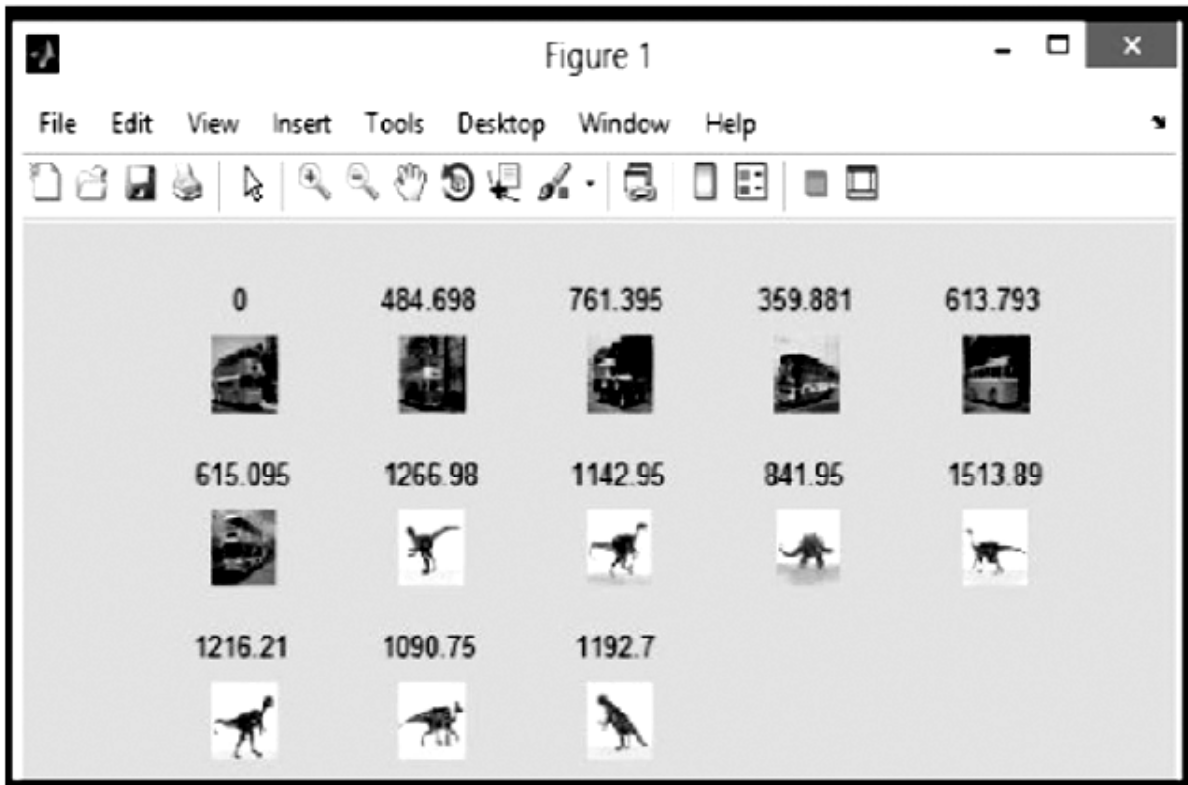 Figure 1
File Edit View Insert Tools Desktop Window Help
0 484.698 761.395 359.881 613.793
615.095 1266.98 1142.95 841.95 1513.89
1216.21 1090.75 1192.7